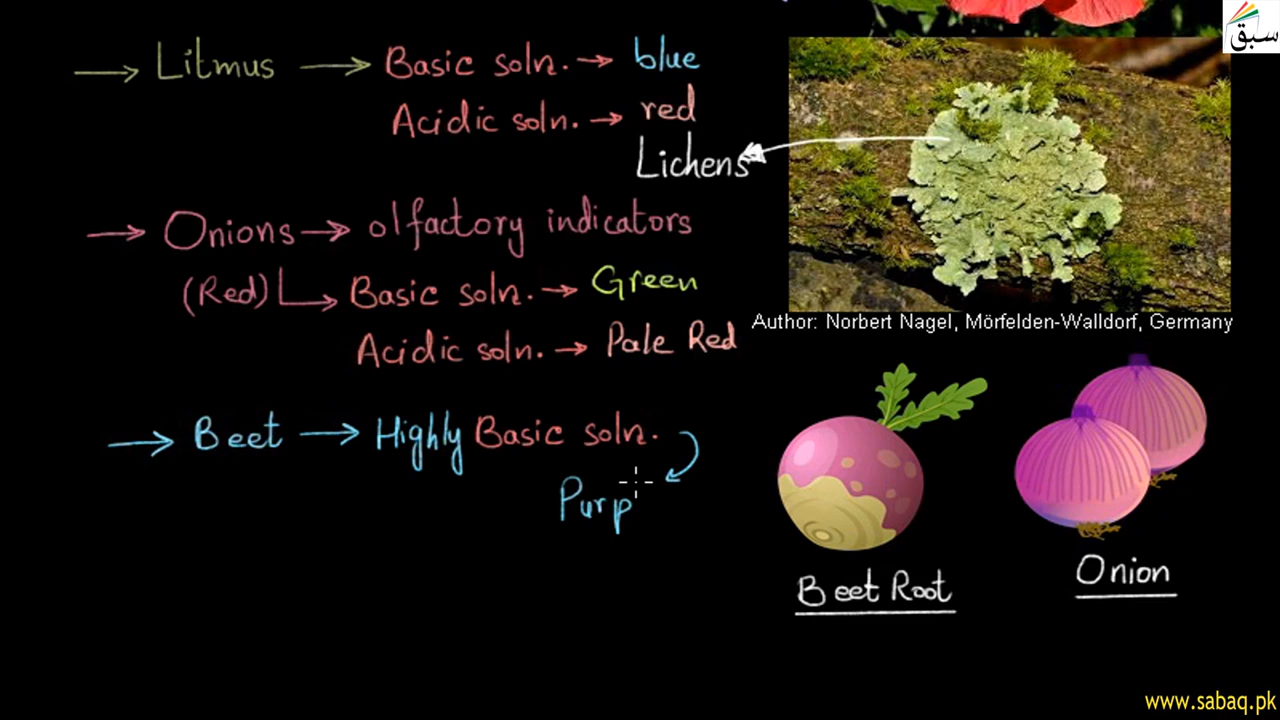 → Litmus → Basic soln. → blue
Acidic soln. → red
Lichens
→ Onions → olfactory indicators
(Red) → Basic soln. → Green
Acidic soln. → Pale Red
→ Beet → Highly Basic soln.
Purp
سبق
Author: Norbert Nagel, Mörfelden-Walldorf, Germany
Beet Root
Onion
www.sabaq.pk